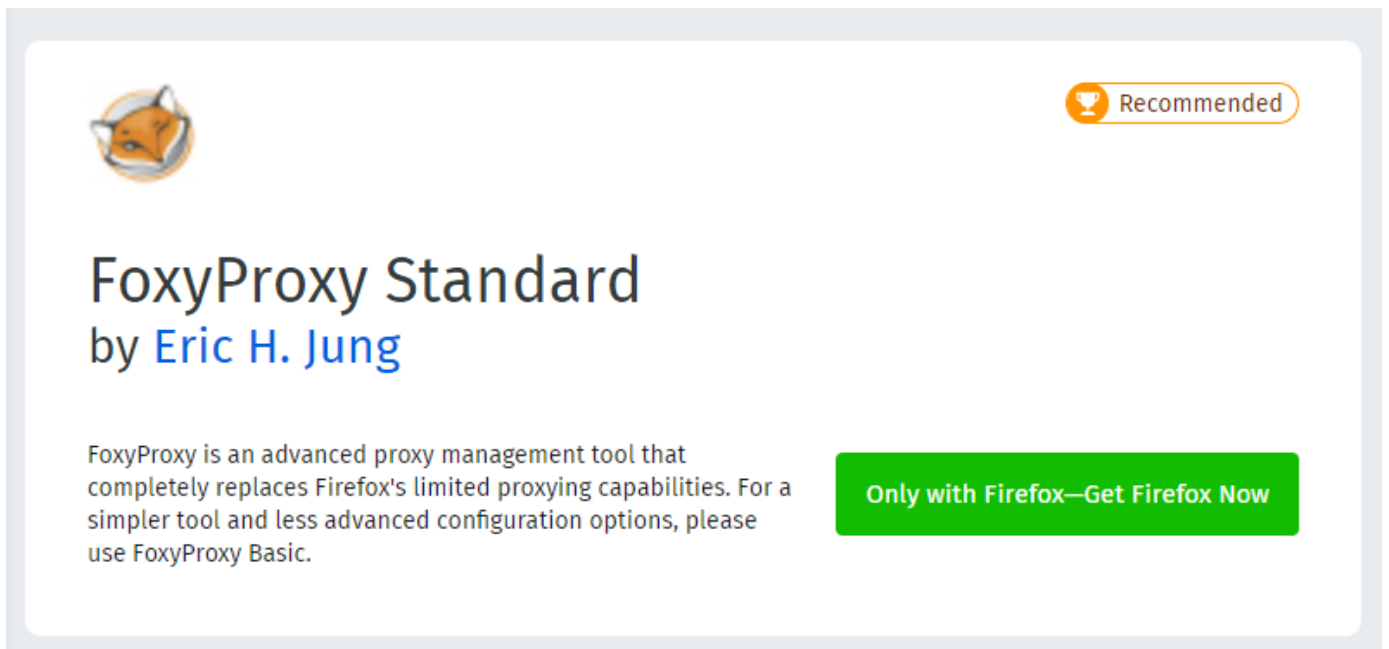 Recommended
FoxyProxy Standard
by Eric H. Jung
FoxyProxy is an advanced proxy management tool that
completely replaces Firefox's limited proxying capabilities. For a
simpler tool and less advanced configuration options, please
use FoxyProxy Basic.
Only with Firefox—Get Firefox Now